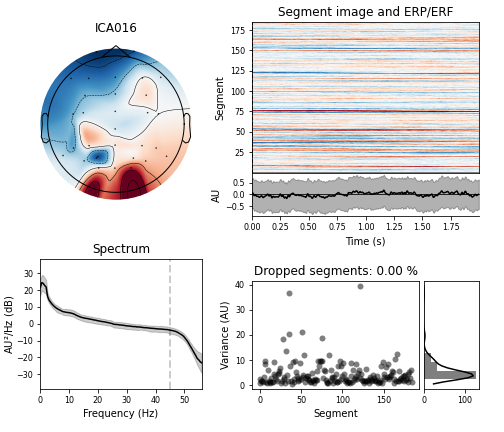 ICA016
Segment image and ERP/ERF
Segment
175
150
125
100
75
50
25
AU
0.5
0.0
−0.5
0.00 0.25 0.50 0.75 1.00 1.25 1.50 1.75
Time (s)
Spectrum
AU²/Hz (dB)
30
20
10
0
−10
−20
−30
0 10 20 30 40 50
Frequency (Hz)
Dropped segments: 0.00 %
Variance (AU)
40
30
20
10
0
0 50 100 150
Segment
0 100